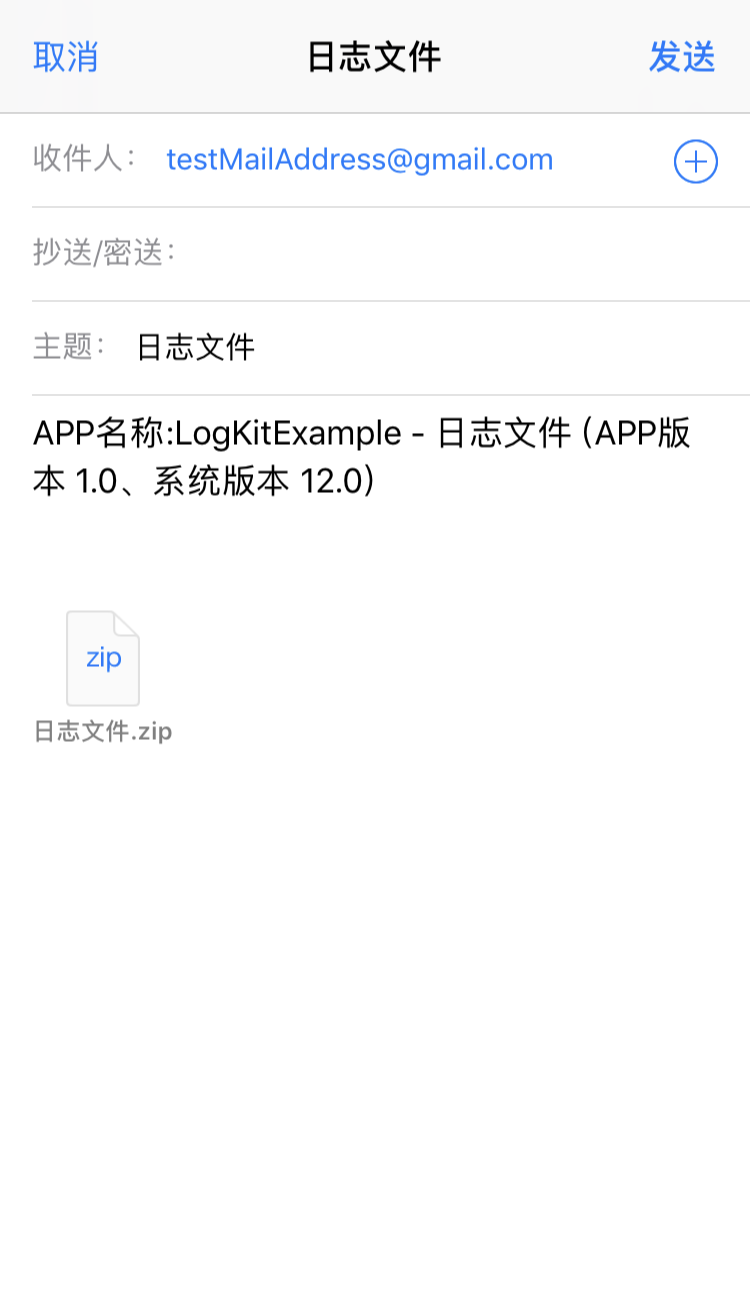 取消 日志文件 发送
收件人： testMailAddress@gmail.com
抄送/密送：
主题： 日志文件
APP名称:LogKitExample - 日志文件 (APP版
本 1.0、系统版本 12.0)
zip
日志文件.zip